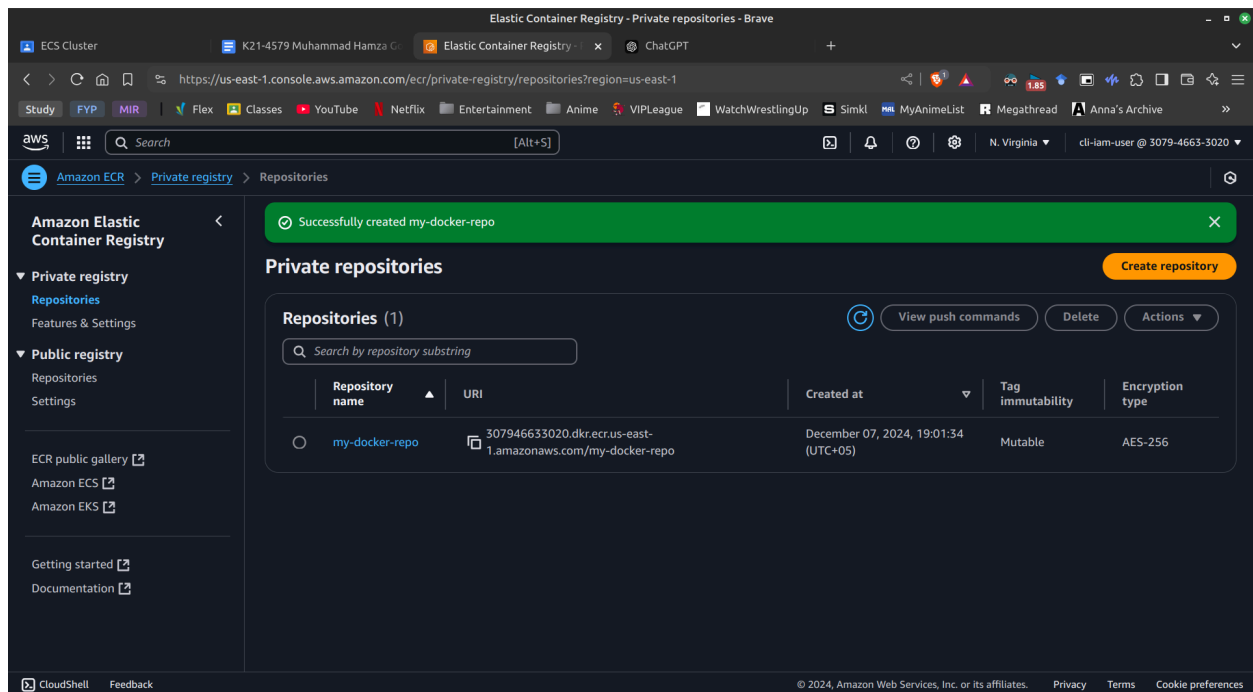 Elastic Container Registry - Private repositories - Brave
ECS Cluster
K21-4579 Muhammad Hamza G
Elastic Container Registry -
ChatGPT
https://us-east-1.console.aws.amazon.com/ecr/private-registry/repositories?region=us-east-1
1
1.85
Study FYP MIR Flex Classes YouTube Netflix Entertainment Anime VIPLeague WatchWrestlingUp Simkl MyAnimeList Megathread Anna's Archive »
aws Search [Alt+S] N. Virginia ▼ cli-iam-user @ 3079-4663-3020 ▼
Amazon ECR > Private registry > Repositories
Amazon Elastic
Container Registry
Private registry
Repositories
Features & Settings
Public registry
Repositories
Settings
ECR public gallery
Amazon ECS
Amazon EKS
Getting started
Documentation
Successfully created my-docker-repo
Private repositories
Create repository
Repositories (1)
View push commands
Delete
Actions ▼
Search by repository substring
Repository
name
URI
Created at
Tag
immutability
Encryption
type
my-docker-repo
307946633020.dkr.ecr.us-east-
1.amazonaws.com/my-docker-repo
December 07, 2024, 19:01:34
(UTC+05)
Mutable
AES-256
CloudShell Feedback © 2024, Amazon Web Services, Inc. or its affiliates. Privacy Terms Cookie preferences